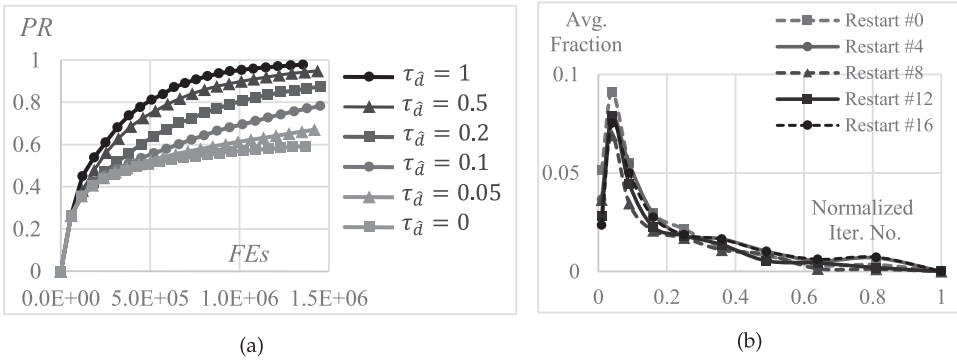 PR
1
0.8
0.6
0.4
0.2
0
FEs
0.0E+00 5.0E+05 1.0E+06 1.5E+06
τâ = 1
τâ = 0.5
τâ = 0.2
τâ = 0.1
τâ = 0.05
τâ = 0
(a)
Avg.
Fraction
0.1
0.05
0
0 0.2 0.4 0.6 0.8 1
Normalized
Iter. No.
Restart #0
Restart #4
Restart #8
Restart #12
Restart #16
(b)